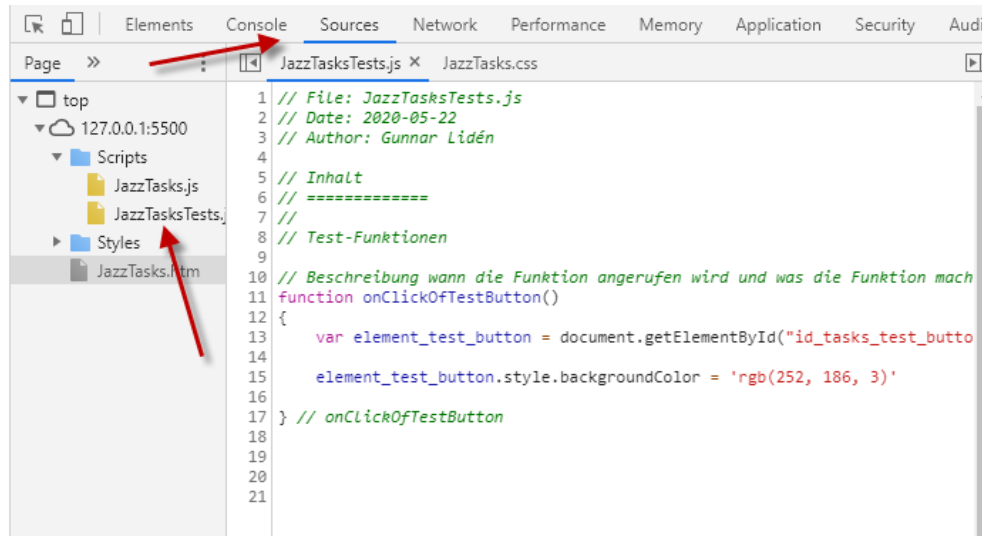 Elements Console Sources Network Performance Memory Application Security Audi
Page » JazzTasksTests.js × JazzTasks.css
top
127.0.0.1:5500
Scripts
JazzTasks.js
JazzTasksTests.j
Styles
JazzTasks.htm
1 // File: JazzTasksTests.js
2 // Date: 2020-05-22
3 // Author: Gunnar Lidén
4
5 // Inhalt
6 // =============
7 //
8 // Test-Funktionen
9
10 // Beschreibung wann die Funktion angerufen wird und was die Funktion mach
11 function onClickOfTestButton()
12 {
13 var element_test_button = document.getElementById("id_tasks_test_butto
14
15 element_test_button.style.backgroundColor = 'rgb(252, 186, 3)'
16
17 } // onClickOfTestButton
18
19
20
21